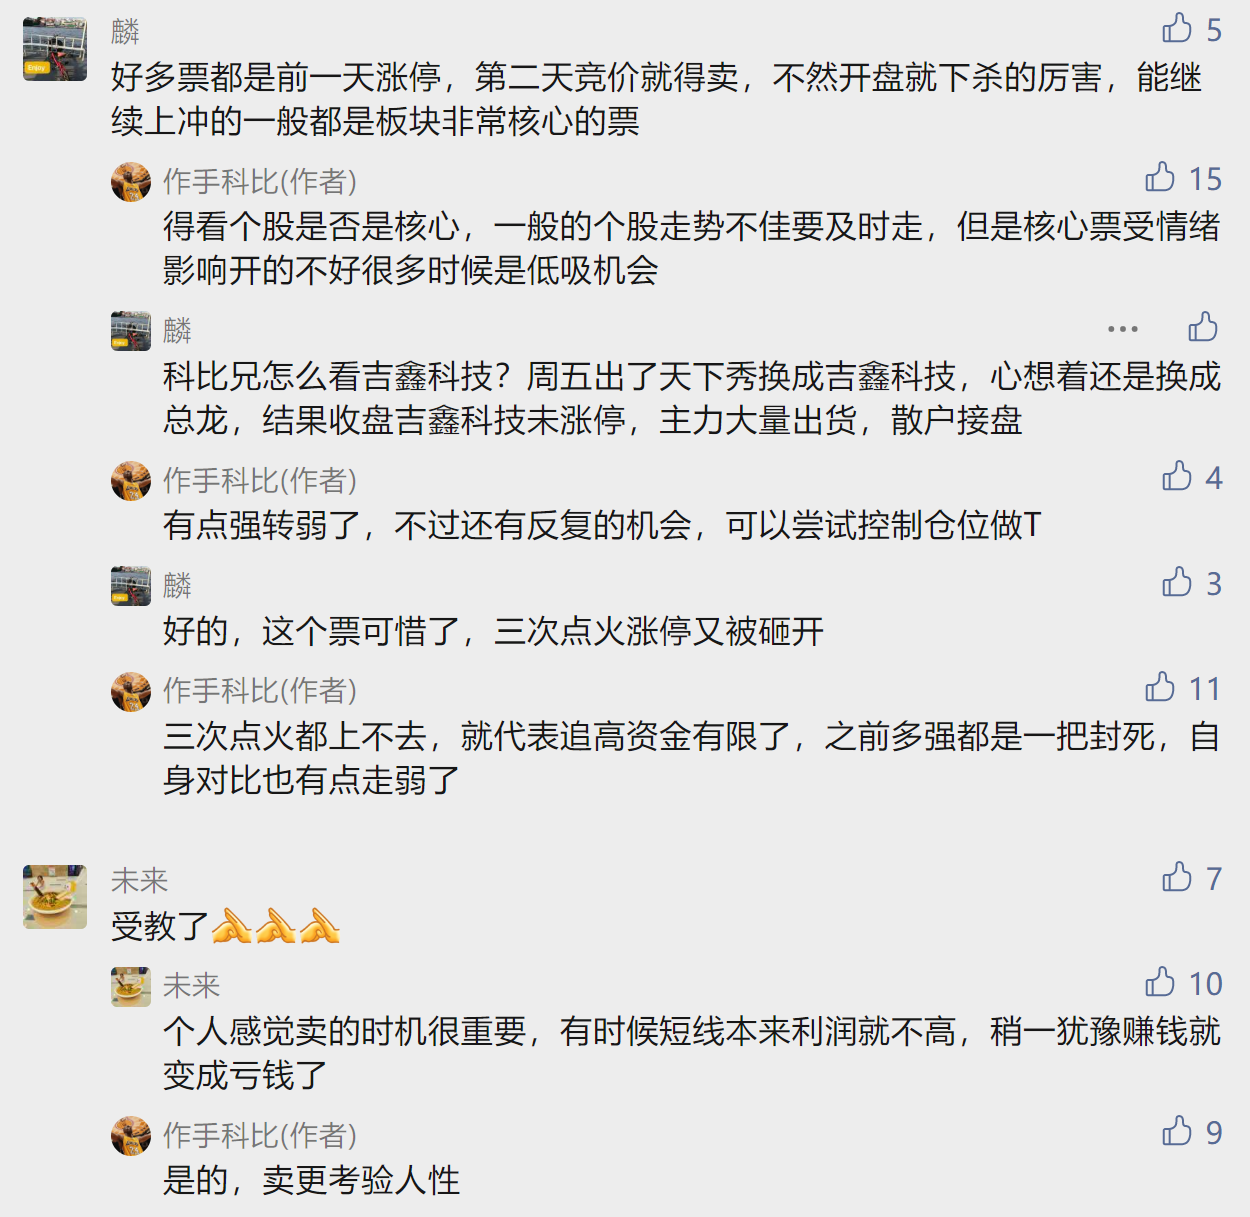 麟
5
好多票都是前一天涨停，第二天竞价就得卖，不然开盘就下杀的厉害，能继
续上冲的一般都是板块非常核心的票
作手科比(作者)
15
得看个股是否是核心，一般的个股走势不佳要及时走，但是核心票受情绪
影响开的不好很多时候是低吸机会
麟
科比兄怎么看吉鑫科技？周五出了天下秀换成吉鑫科技，心想着还是换成
总龙，结果收盘吉鑫科技未涨停，主力大量出货，散户接盘
作手科比(作者)
4
有点强转弱了，不过还有反复的机会，可以尝试控制仓位做T
麟
3
好的，这个票可惜了，三次点火涨停又被砸开
作手科比(作者)
11
三次点火都上不去，就代表追高资金有限了，之前多强都是一把封死，自
身对比也有点走弱了
未来
7
受教了
未来
10
个人感觉卖的时机很重要，有时候短线本来利润就不高，稍一犹豫赚钱就
变成亏钱了
作手科比(作者)
9
是的，卖更考验人性
Enjoy